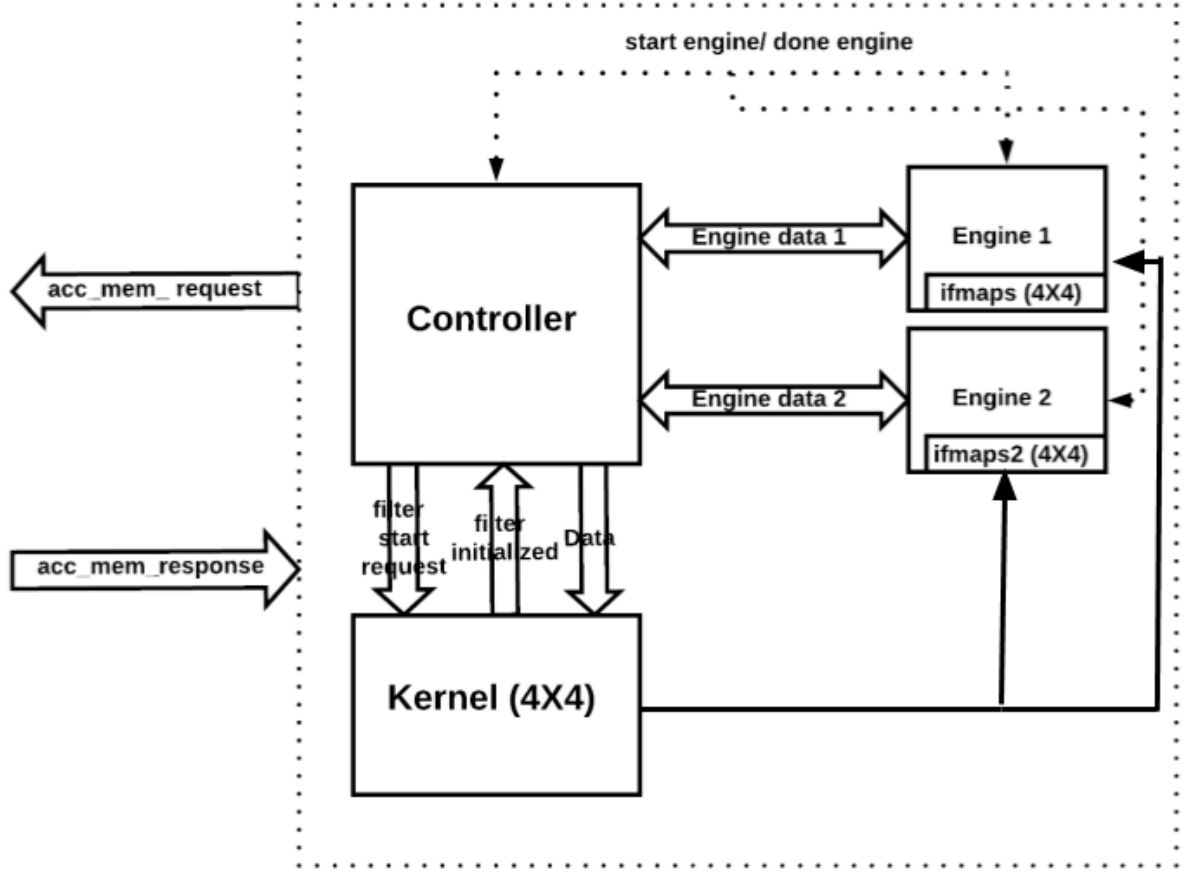 start engine/ done engine
Engine data 1
Engine 1
ifmaps (4X4)
acc_mem_ request
Controller
Engine data 2
Engine 2
ifmaps2 (4X4)
filter
start
request
filter
initialized
Data
acc_mem_response
Kernel (4X4)